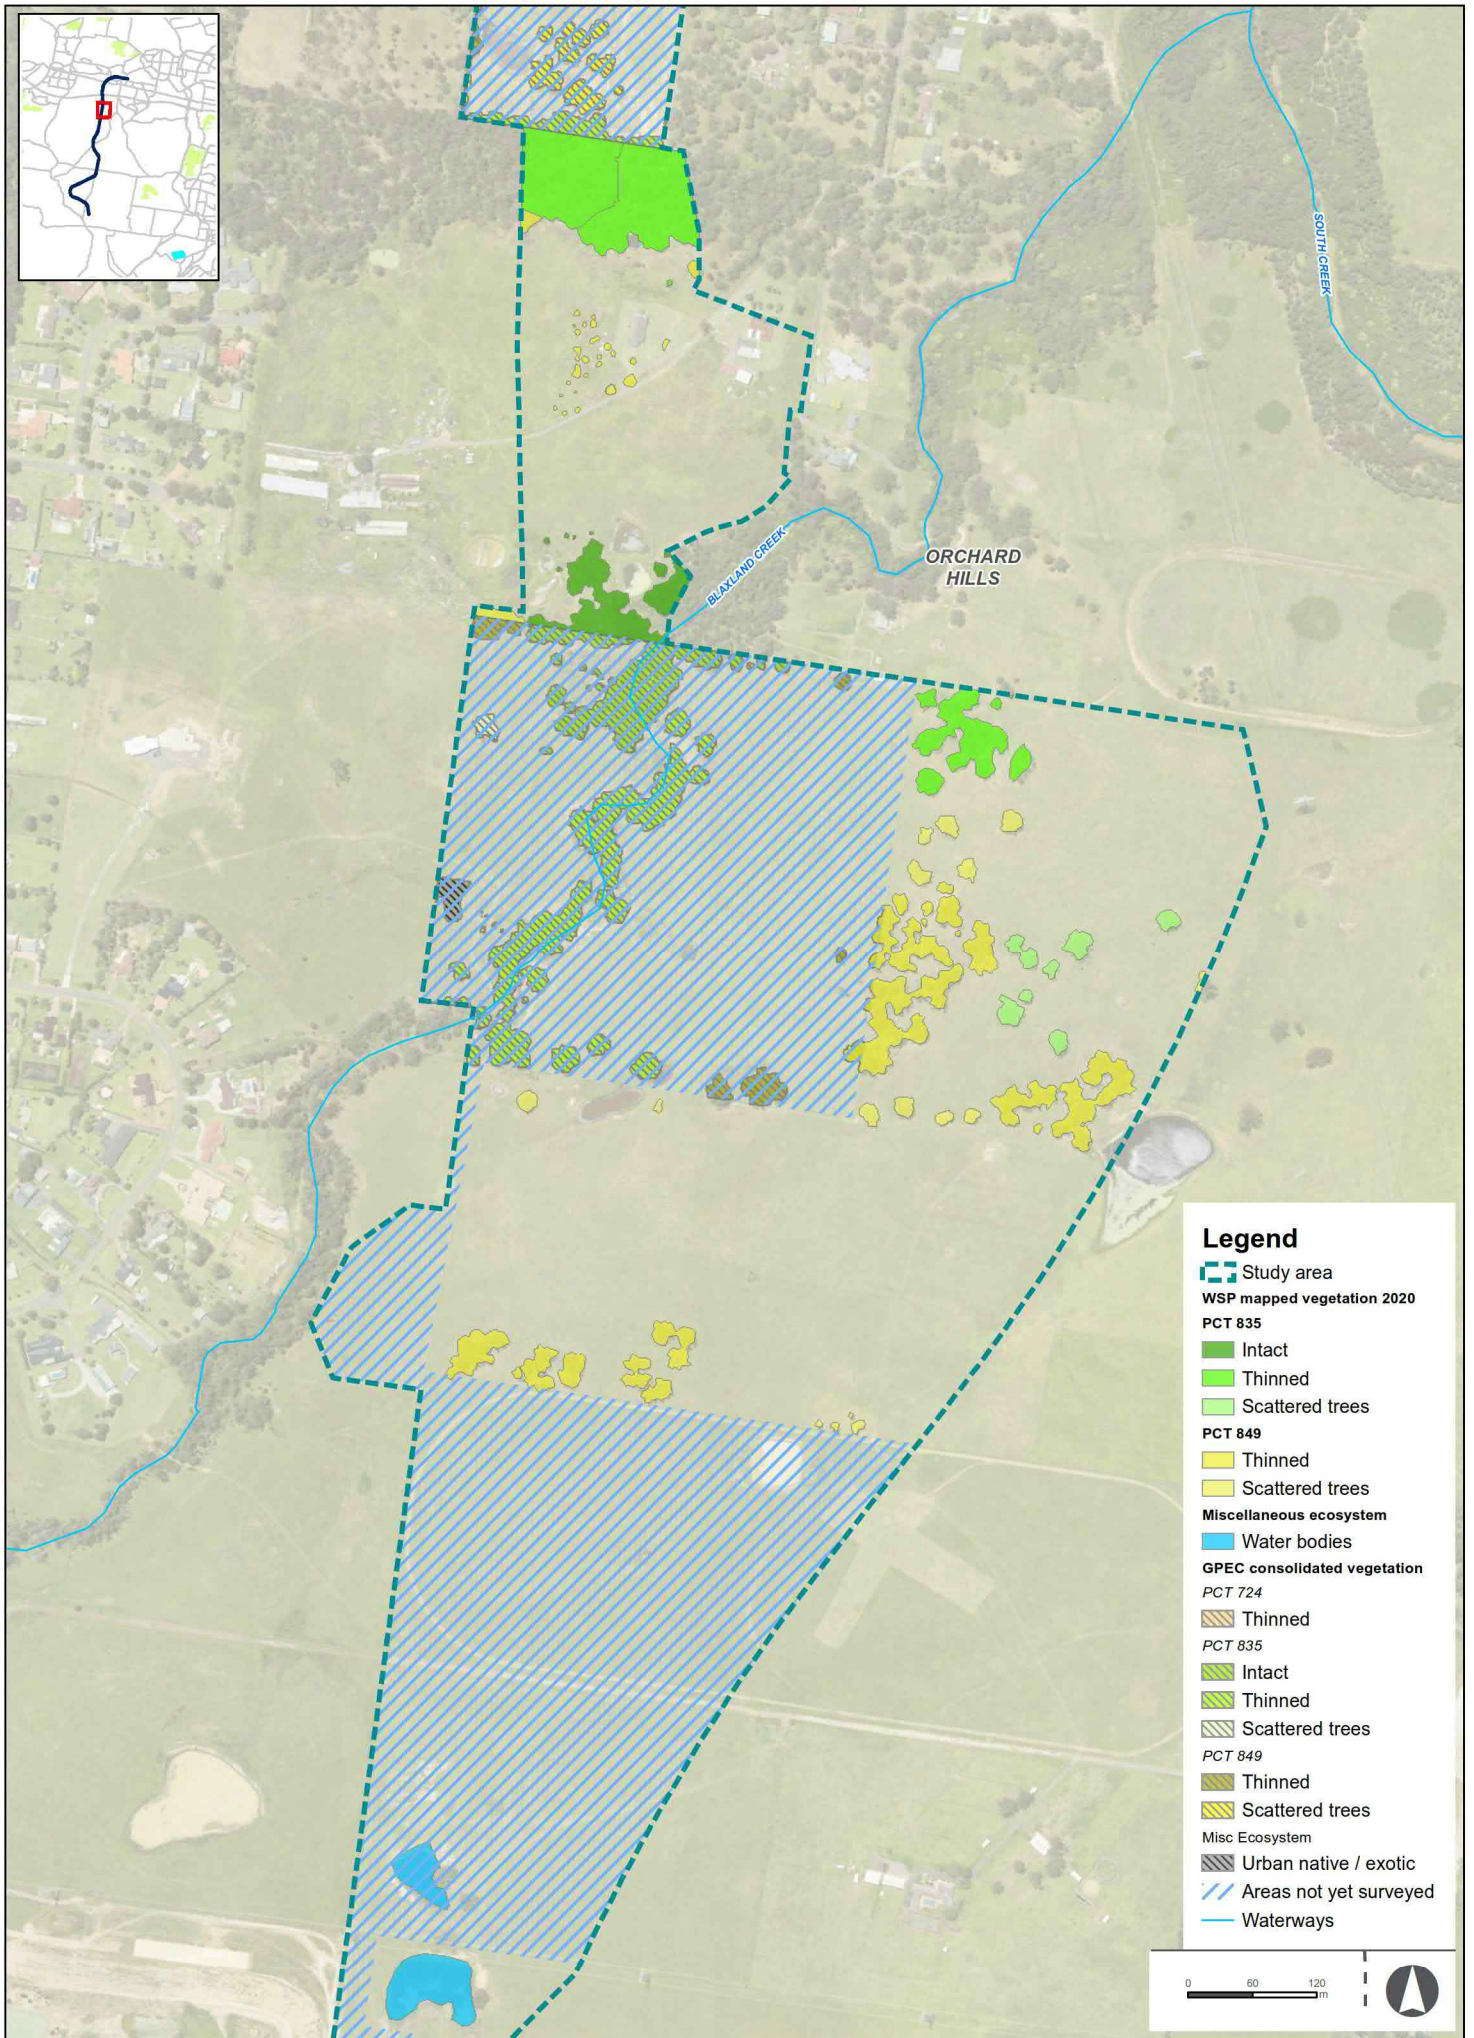 SOUTH CREEK
BLAXLAND CREEK
ORCHARD
HILLS
Legend
Study area
WSP mapped vegetation 2020
PCT 835
Intact
Thinned
Scattered trees
PCT 849
Thinned
Scattered trees
Miscellaneous ecosystem
Water bodies
GPEC consolidated vegetation
PCT 724
Thinned
PCT 835
Intact
Thinned
Scattered trees
PCT 849
Thinned
Scattered trees
Misc Ecosystem
Urban native / exotic
Areas not yet surveyed
Waterways
0 60 120
m